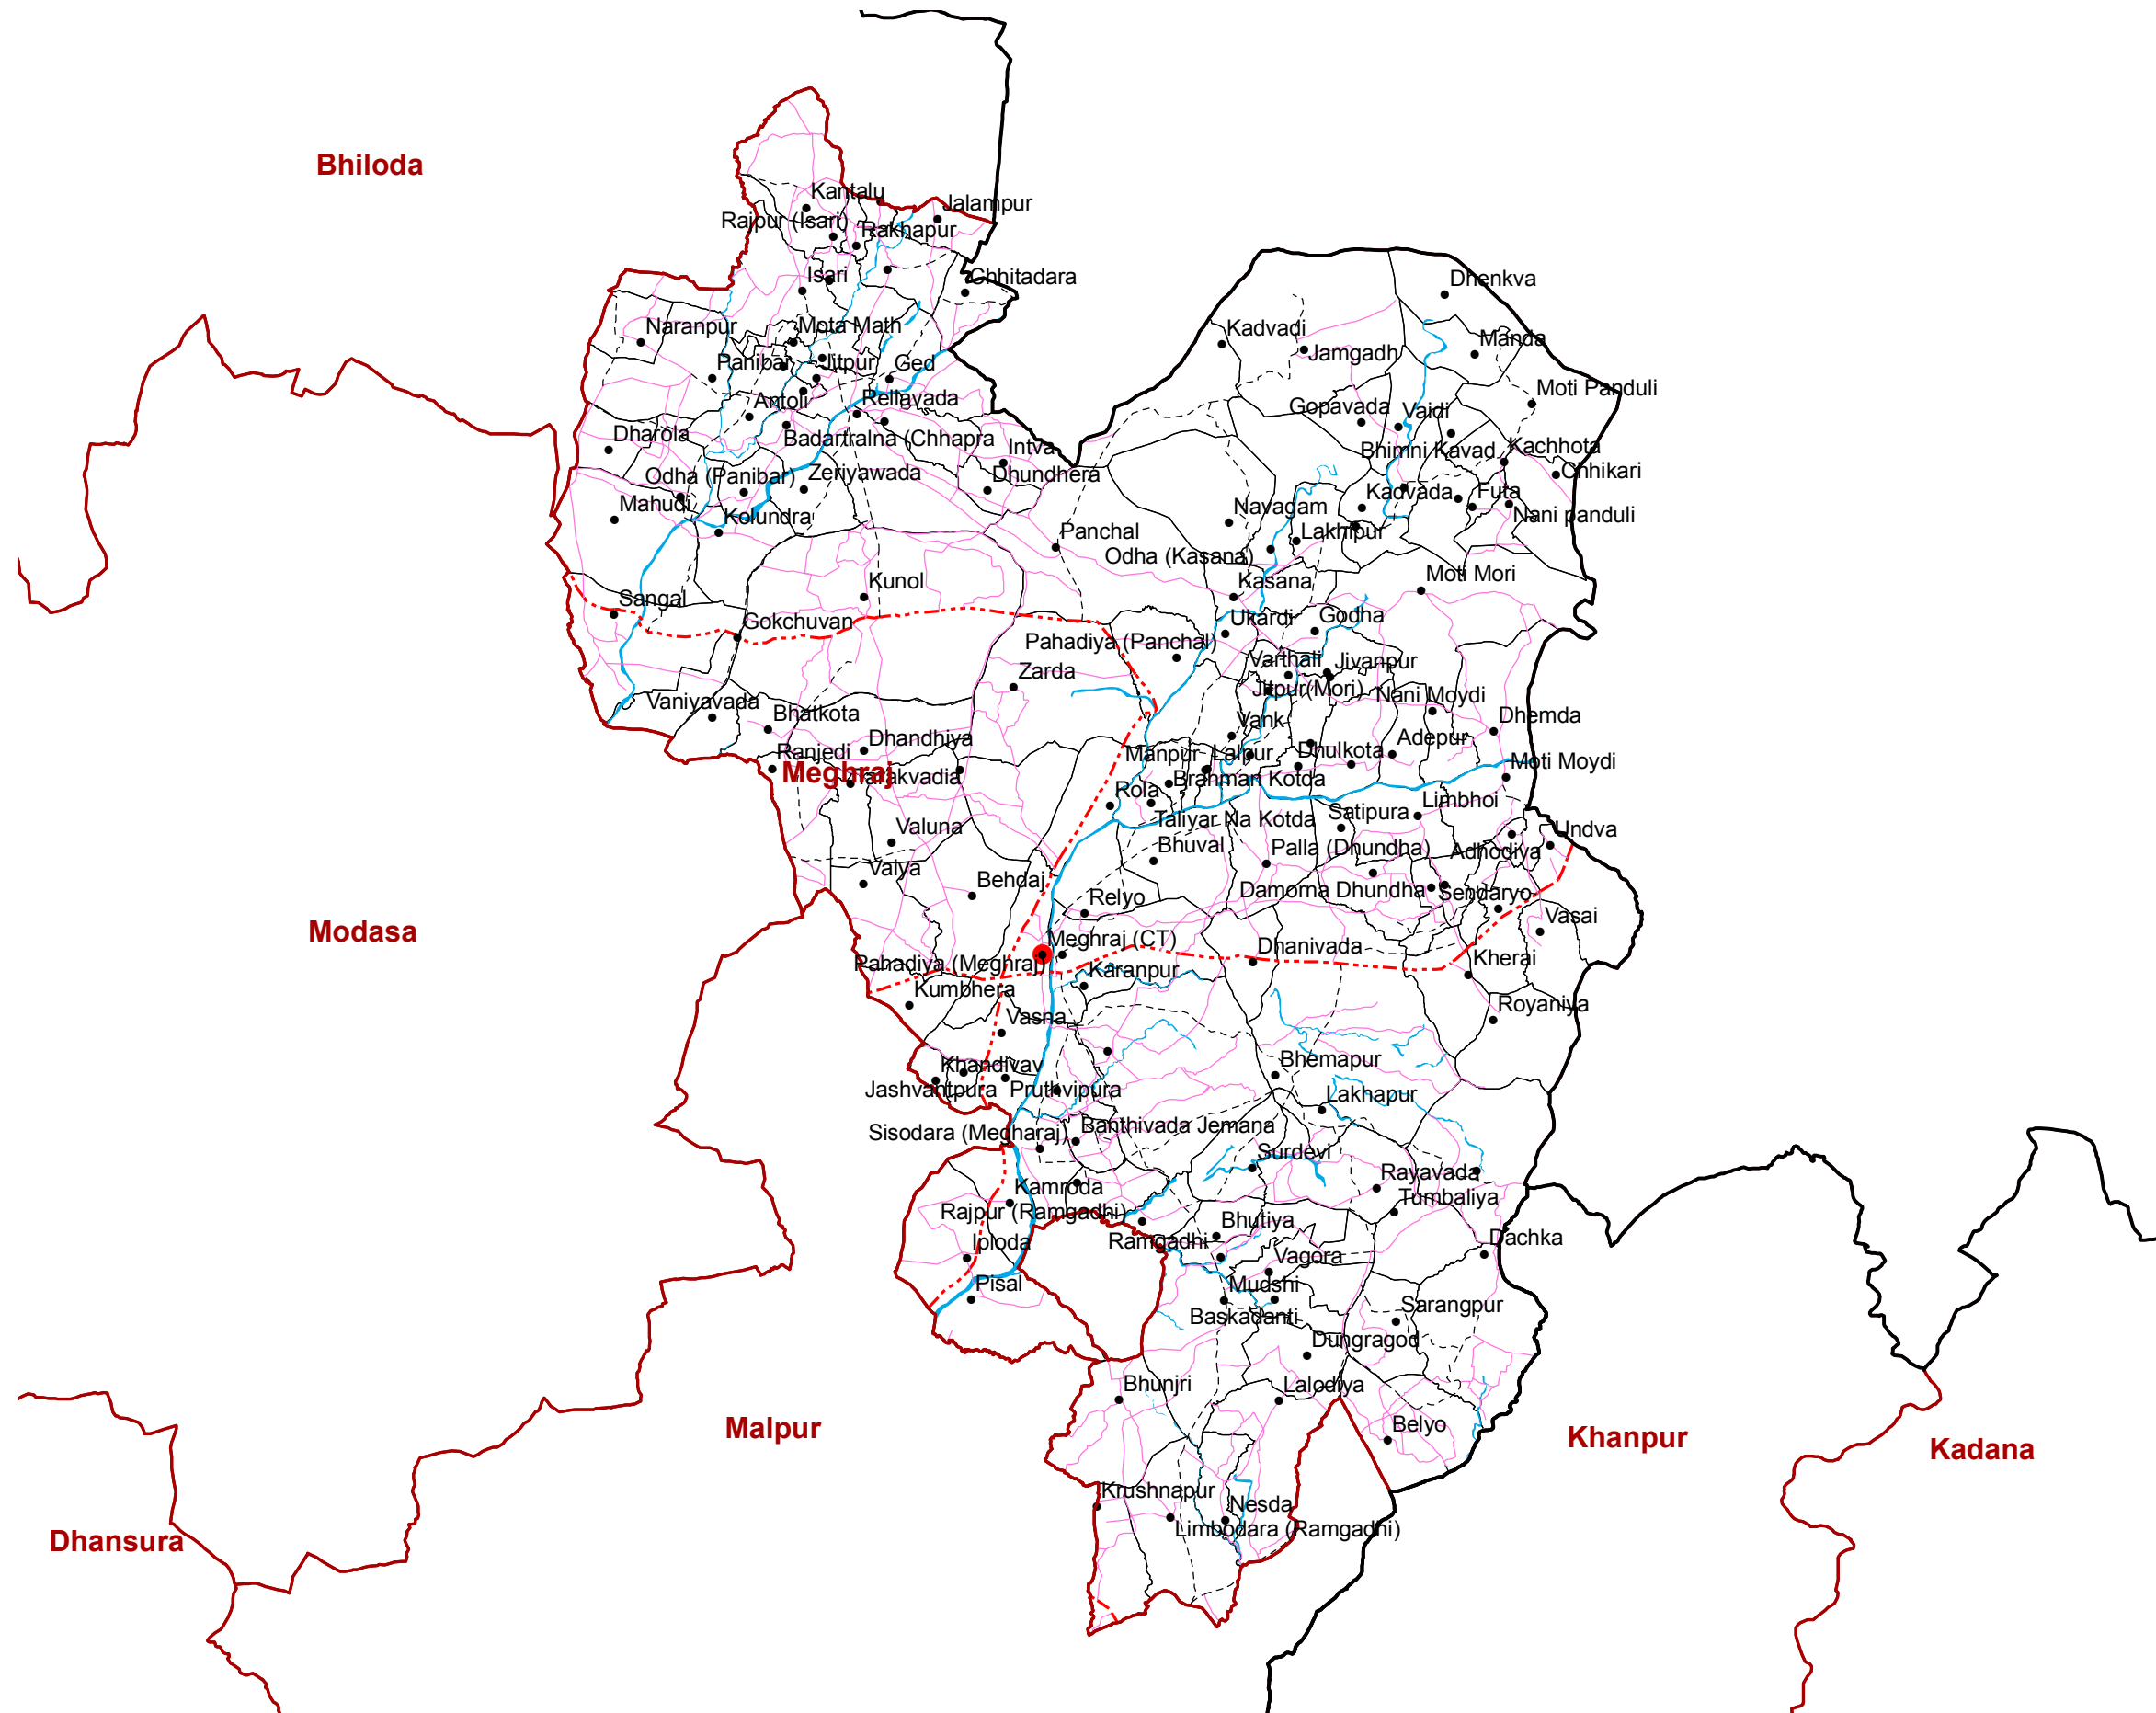 Bhiloda
Kantalu
Jalampur
Rajpur (Isari)
Rakhapur
Isari
Chhitadara
Dhenkva
Naranpur
Mota Math
Kadvadi
Manda
Jamgadh
Panibar
Jitpur
Ged
Moti Panduli
Antoli
Rellavada
Gopavada
Vaidi
Dharola
Badartralna (Chhapra
Intva
Bhimni Kavad
Kachhota
Chhikari
Odha (Panibar)
Zeriyawada
Dhundhera
Mahudi
Kadvada
Futa
Kolundra
Navagam
Nani panduli
Panchal
Lakhipur
Odha (Kasana)
Kunol
Kasana
Moti Mori
Sangal
Gokchuvan
Ukardi
Godha
Pahadiya (Panchal)
Zarda
Varthali
Jivanpur
Jitpur(Mori)
Nani Moydi
Vaniyavada
Bhatkota
Vank
Dhemda
Dhandhiya
Ranjedi
Manpur
Lalpur
Dhulkota
Adepur
Meghraj
Tarakvadia
Brahman Kotda
Moti Moydi
Rola
Limbhoi
Taliyar Na Kotda
Satipura
Valuna
Undva
Bhuval
Palla (Dhundha)
Adhodiya
Vaiya
Behdaj
Damorna Dhundha
Sendaryo
Relyo
Vasai
Modasa
Meghraj (CT)
Dhanivada
Pahadiya (Meghraj)
Karanpur
Kherai
Kumbhera
Royaniya
Vasna
Khandivav
Bhemapur
Jashvantpura
Pruthvipura
Lakhapur
Sisodara (Megharaj)
Banthivada Jemana
Surdevi
Rayavada
Kamroda
Tumbaliya
Rajpur (Ramgadhi)
Bhutiya
Ramgadhi
Dachka
Iploda
Vagora
Pisal
Mudshi
Baskadanti
Sarangpur
Dungragod
Bhunjri
Lalodiya
Malpur
Belyo
Khanpur
Kadana
Krushnapur
Nesda
Limbodara (Ramgadhi)
Dhansura